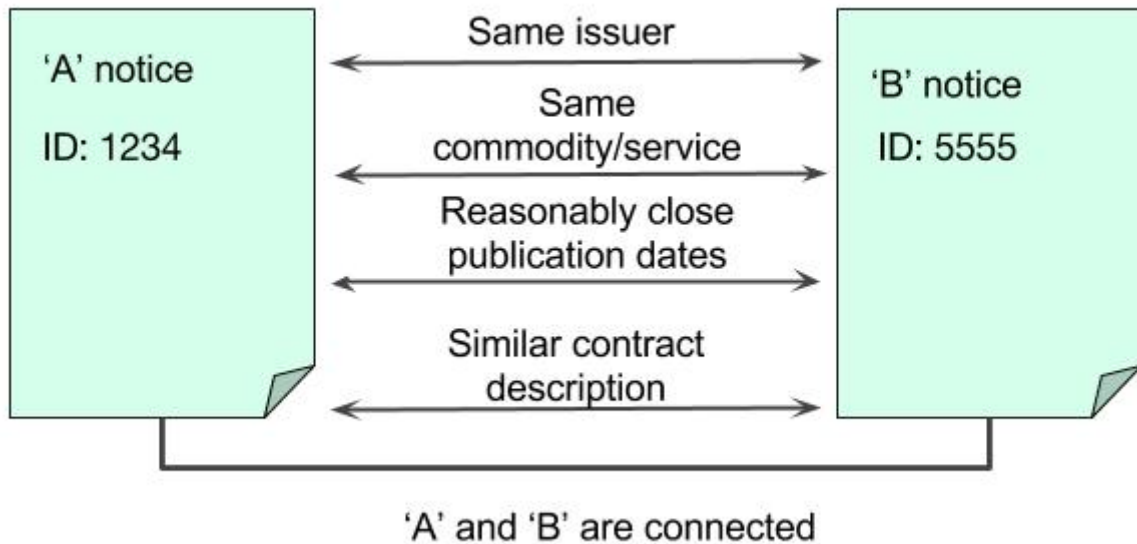 ‘A’ notice
ID: 1234
Same issuer
Same
commodity/service
Reasonably close
publication dates
Similar contract
description
‘B’ notice
ID: 5555
‘A’ and ‘B’ are connected